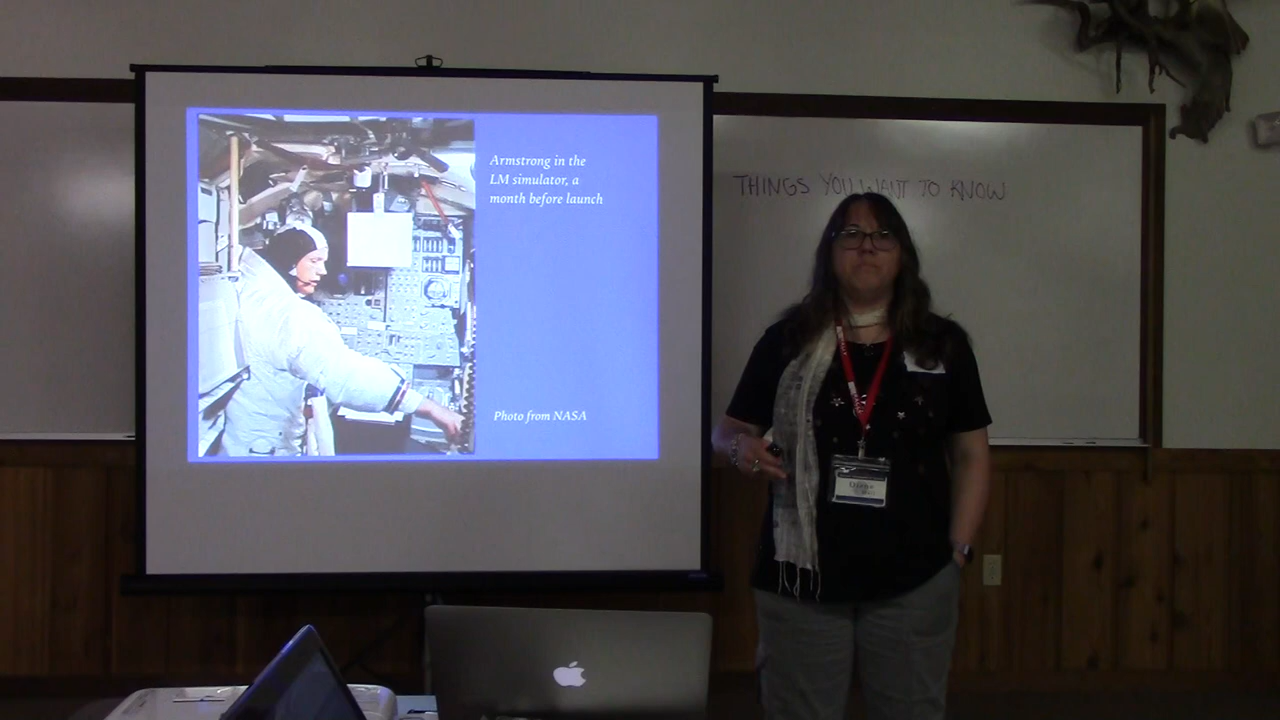 Armstrong in the
LM simulator, a
month before launch
Photo from NASA
THINGS YOU WANT TO KNOW